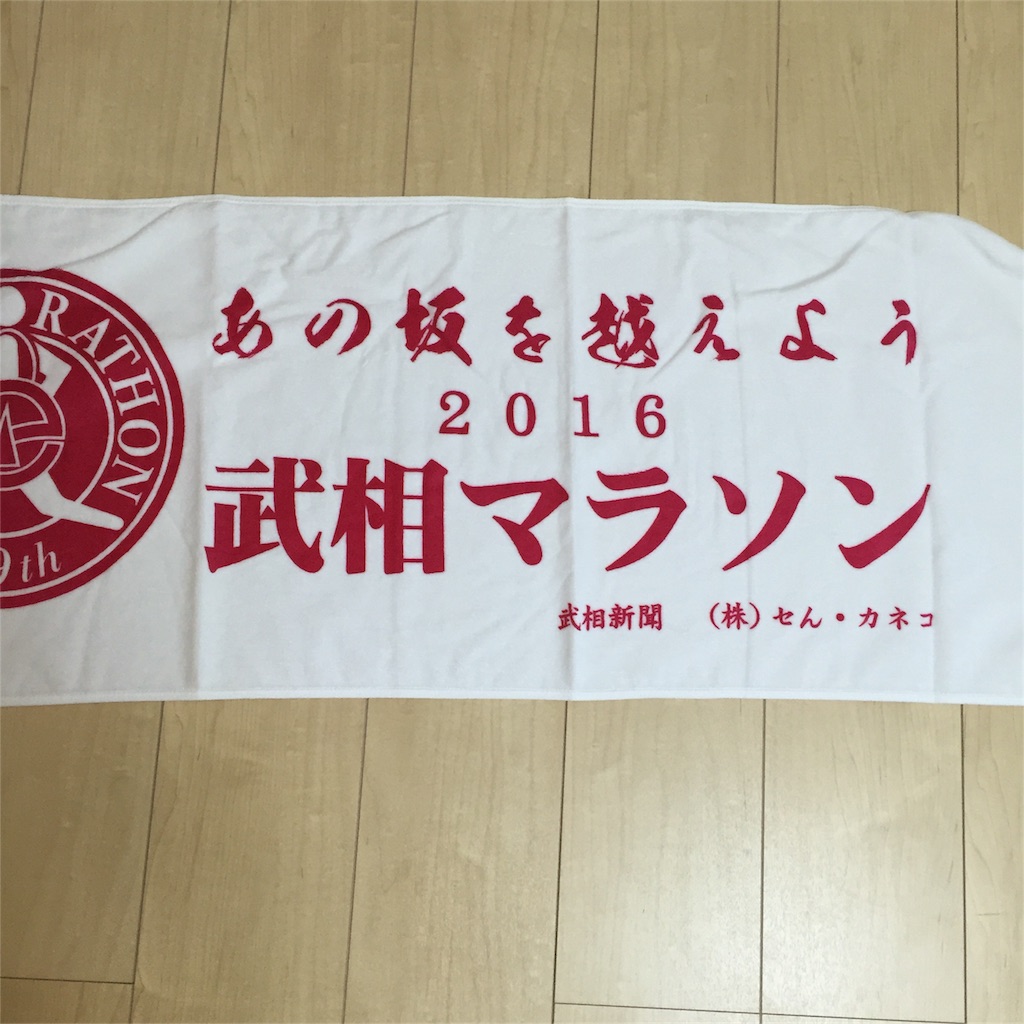 RATHON
9th
あの坂を越えよう
2016
武相マラソン
武相新聞 (株)せん・カネコ